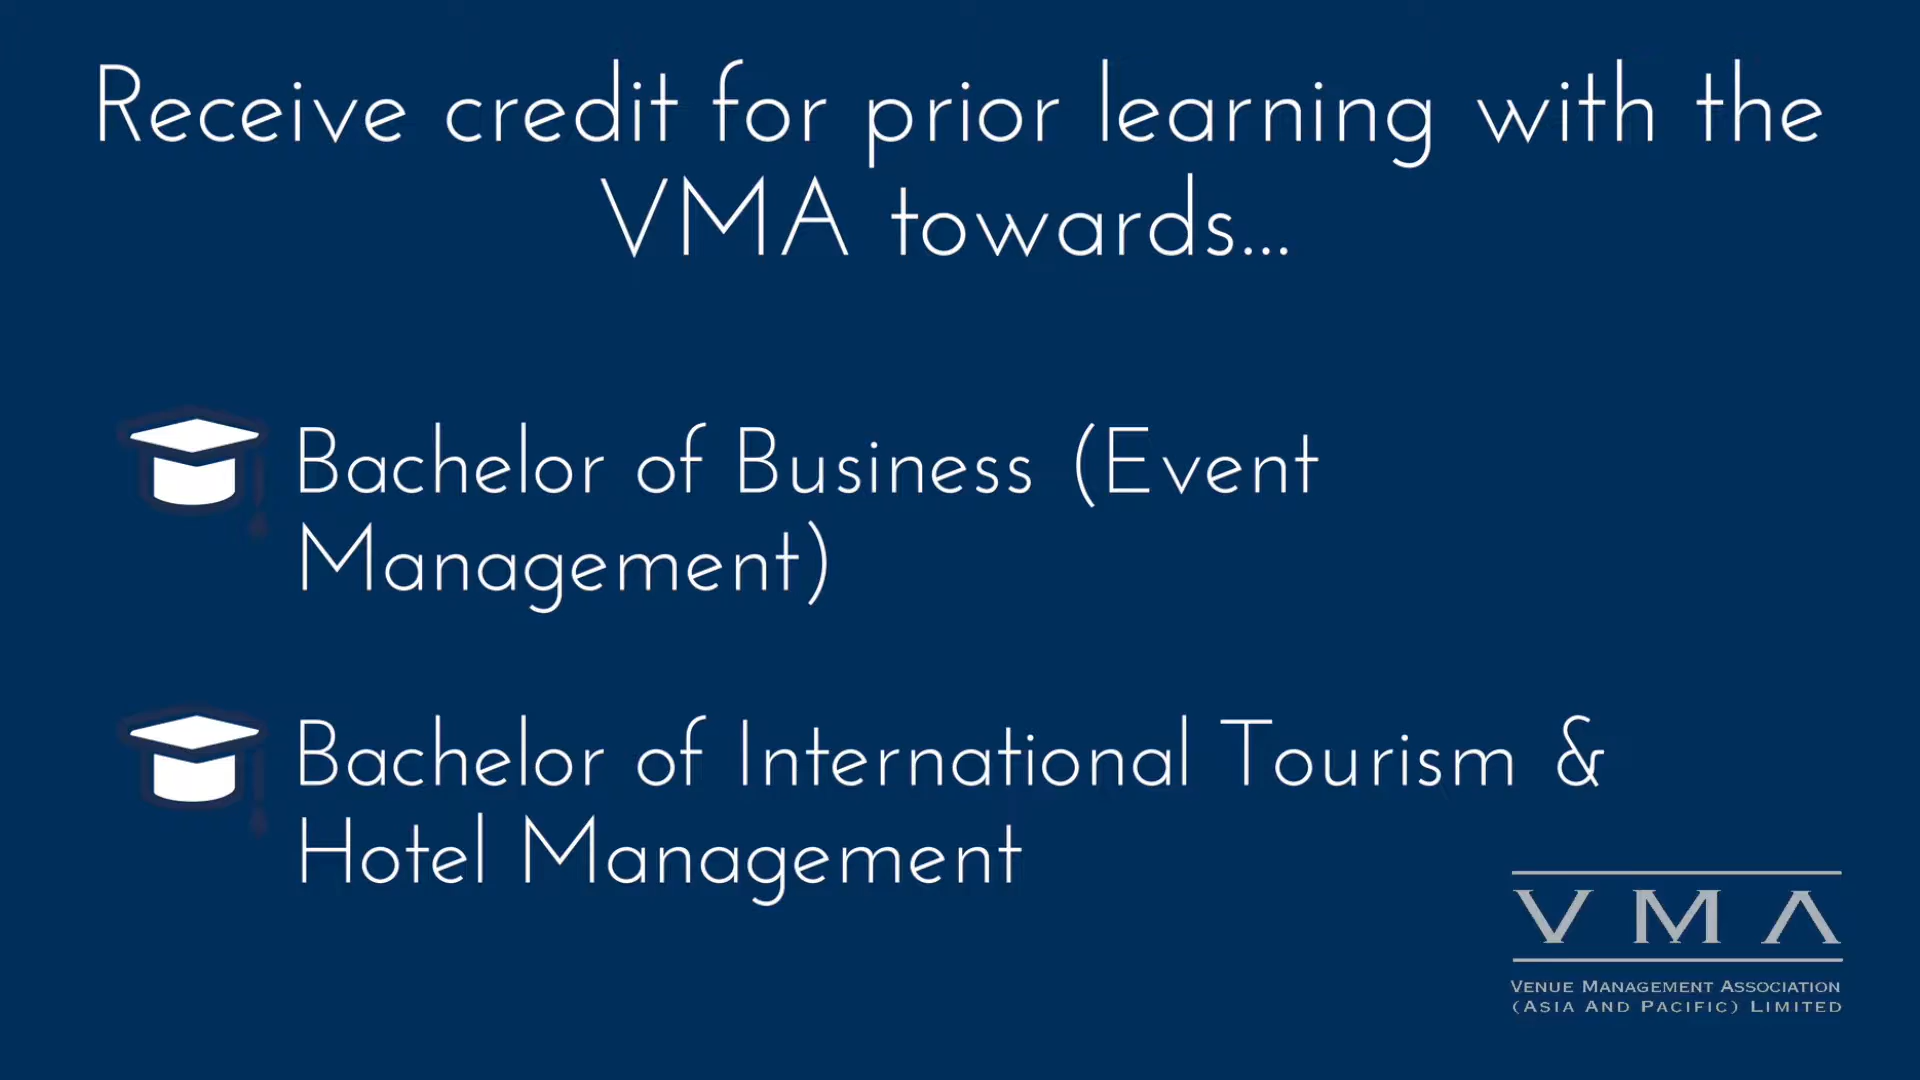 Receive credit for prior learning with the
VMA towards...
Bachelor of Business (Event
Management)
Bachelor of International Tourism &
Hotel Management
VMA
VENUE MANAGEMENT ASSOCIATION
(ASIA AND PACIFIC) LIMITED